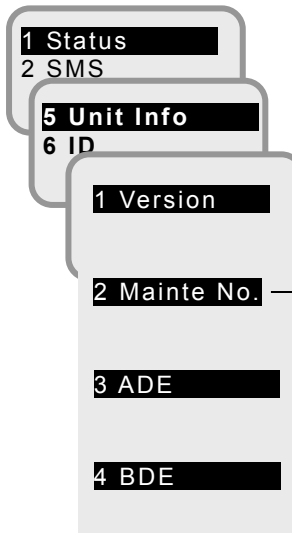 1 Status
2 SMS
5 Unit Info
6 ID
1 Version
2 Mainte No.
3 ADE
4 BDE